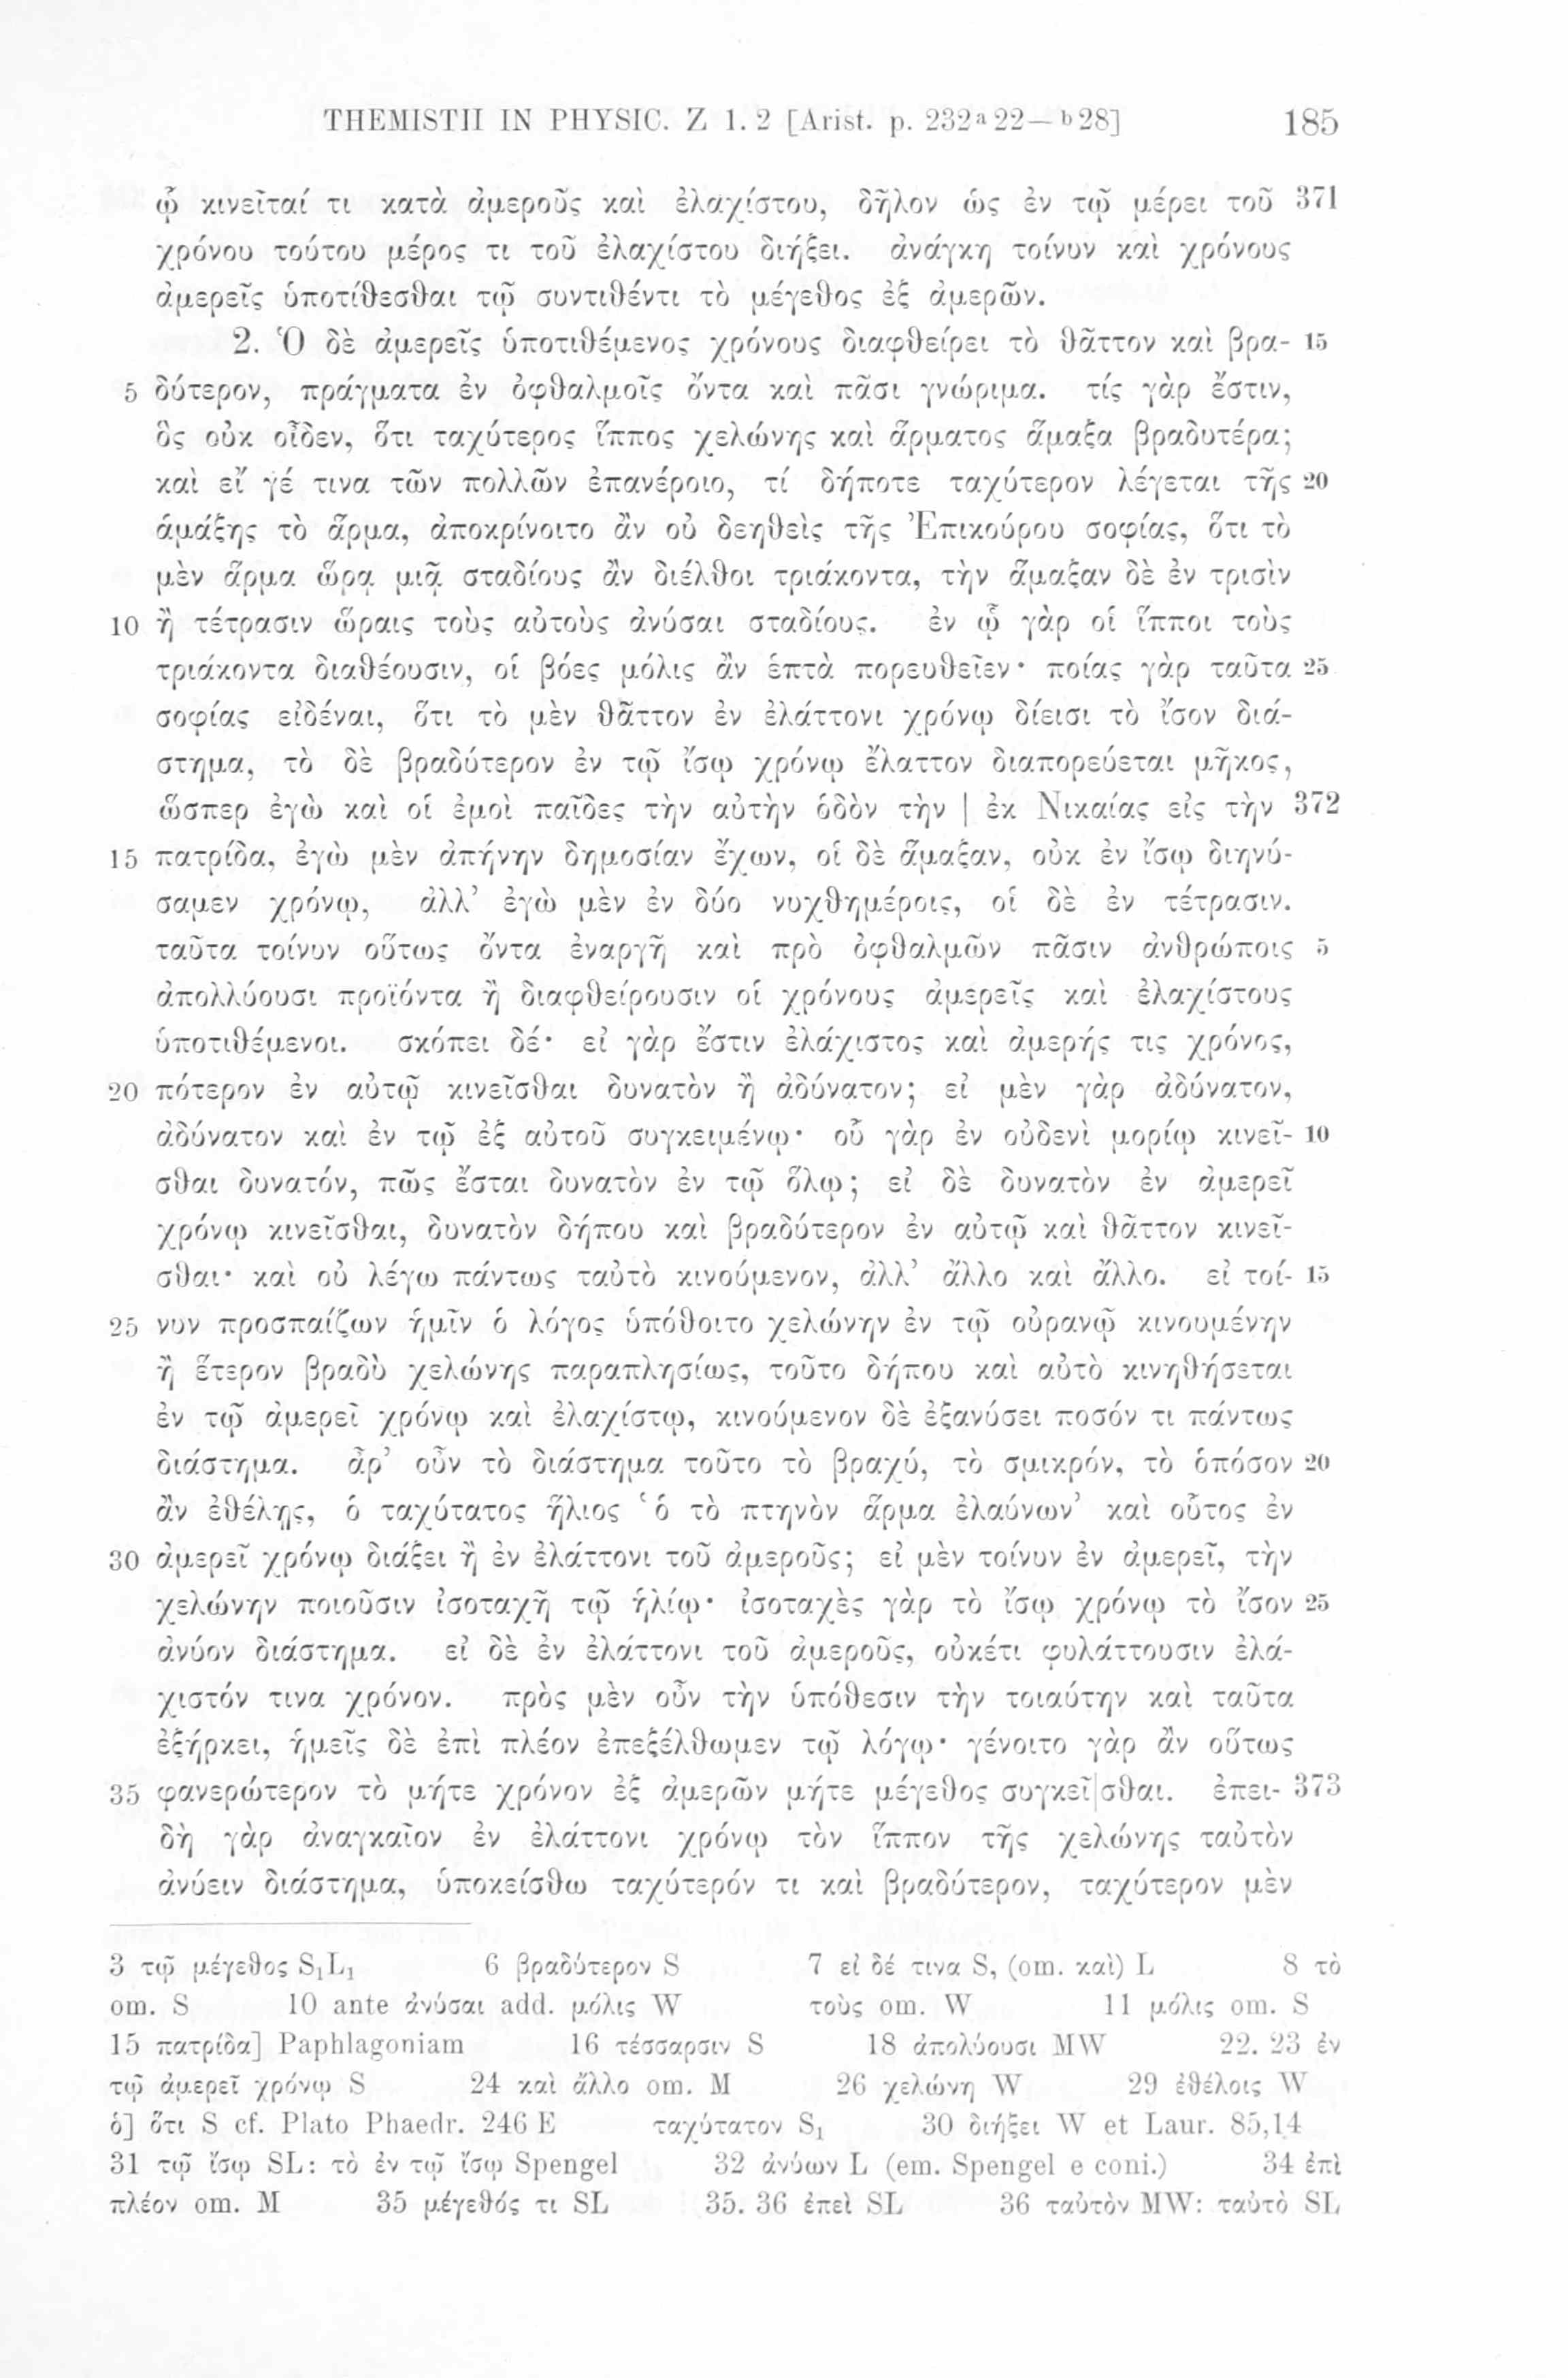 THEMISTII IN PHYSIC. Z 1. 2 [Arist. p. 232ᵃ22—ᵇ28] 185
ᾧ κινεῖταί τι κατὰ ἀμεροῦς καὶ ἐλαχίστου, δῆλον ὡς ἐν τῷ μέρει τοῦ 371
χρόνου τούτου μέρος τι τοῦ ἐλαχίστου διήξει. ἀνάγκη τοίνυν καὶ χρόνους
ἀμερεῖς ὑποτίθεσθαι τῷ συντιθέντι τὸ μέγεθος ἐξ ἀμερῶν.
2. Ὁ δὲ ἀμερεῖς ὑποτιθέμενος χρόνους διαφθείρει τὸ θᾶττον καὶ βρα- 15
5 δύτερον, πράγματα ἐν ὀφθαλμοῖς ὄντα καὶ πᾶσι γνώριμα. τίς γὰρ ἔστιν,
ὃς οὐκ οἶδεν, ὅτι ταχύτερος ἵππος χελώνης καὶ ἅρματος ἅμαξα βραδυτέρα;
καὶ εἴ γέ τινα τῶν πολλῶν ἐπανέροιο, τί δήποτε ταχύτερον λέγεται τῆς 20
ἁμάξης τὸ ἅρμα, ἀποκρίνοιτο ἂν οὐ δεηθεὶς τῆς Ἐπικούρου σοφίας, ὅτι τὸ
μὲν ἅρμα ὥρᾳ μιᾷ σταδίους ἂν διέλθοι τριάκοντα, τὴν ἅμαξαν δὲ ἐν τρισὶν
10 ἢ τέτρασιν ὥραις τοὺς αὐτοὺς ἀνύσαι σταδίους. ἐν ᾧ γὰρ οἱ ἵπποι τοὺς
τριάκοντα διαθέουσιν, οἱ βόες μόλις ἂν ἑπτὰ πορευθεῖεν· ποίας γὰρ ταῦτα 25
σοφίας εἰδέναι, ὅτι τὸ μὲν θᾶττον ἐν ἐλάττονι χρόνῳ δίεισι τὸ ἴσον διά-
στημα, τὸ δὲ βραδύτερον ἐν τῷ ἴσῳ χρόνῳ ἔλαττον διαπορεύεται μῆκος,
ὥσπερ ἐγὼ καὶ οἱ ἐμοὶ παῖδες τὴν αὐτὴν ὁδὸν τὴν | ἐκ Νικαίας εἰς τὴν 372
15 πατρίδα, ἐγὼ μὲν ἀπήνην δημοσίαν ἔχων, οἱ δὲ ἅμαξαν, οὐκ ἐν ἴσῳ διηνύ-
σαμεν χρόνῳ, ἀλλ’ ἐγὼ μὲν ἐν δύο νυχθημέροις, οἱ δὲ ἐν τέτρασιν.
ταῦτα τοίνυν οὕτως ὄντα ἐναργῆ καὶ πρὸ ὀφθαλμῶν πᾶσιν ἀνθρώποις 5
ἀπολλύουσι προϊόντα ἢ διαφθείρουσιν οἱ χρόνους ἀμερεῖς καὶ ἐλαχίστους
ὑποτιθέμενοι. σκόπει δέ· εἰ γὰρ ἔστιν ἐλάχιστος καὶ ἀμερής τις χρόνος,
20 πότερον ἐν αὐτῷ κινεῖσθαι δυνατὸν ἢ ἀδύνατον; εἰ μὲν γὰρ ἀδύνατον,
ἀδύνατον καὶ ἐν τῷ ἐξ αὐτοῦ συγκειμένῳ· οὗ γὰρ ἐν οὐδενὶ μορίῳ κινεῖ- 10
σθαι δυνατόν, πῶς ἔσται δυνατὸν ἐν τῷ ὅλῳ; εἰ δὲ δυνατὸν ἐν ἀμερεῖ
χρόνῳ κινεῖσθαι, δυνατὸν δήπου καὶ βραδύτερον ἐν αὐτῷ καὶ θᾶττον κινεῖ-
σθαι· καὶ οὐ λέγω πάντως ταὐτὸ κινούμενον, ἀλλ’ ἄλλο καὶ ἄλλο. εἰ τοί- 15
25 νυν προσπαίζων ἡμῖν ὁ λόγος ὑπόθοιτο χελώνην ἐν τῷ οὐρανῷ κινουμένην
ἢ ἕτερον βραδὺ χελώνης παραπλησίως, τοῦτο δήπου καὶ αὐτὸ κινηθήσεται
ἐν τῷ ἀμερεῖ χρόνῳ καὶ ἐλαχίστῳ, κινούμενον δὲ ἐξανύσει ποσόν τι πάντως
διάστημα. ἆρ’ οὖν τὸ διάστημα τοῦτο τὸ βραχύ, τὸ σμικρόν, τὸ ὁπόσον 20
ἂν ἐθέλῃς, ὁ ταχύτατος ἥλιος ‘ὁ τὸ πτηνὸν ἅρμα ἐλαύνων’ καὶ οὗτος ἐν
30 ἀμερεῖ χρόνῳ διάξει ἢ ἐν ἐλάττονι τοῦ ἀμεροῦς; εἰ μὲν τοίνυν ἐν ἀμερεῖ, τὴν
χελώνην ποιοῦσιν ἰσοταχῆ τῷ ἡλίῳ· ἰσοταχὲς γὰρ τὸ ἴσῳ χρόνῳ τὸ ἴσον 25
ἀνύον διάστημα. εἰ δὲ ἐν ἐλάττονι τοῦ ἀμεροῦς, οὐκέτι φυλάττουσιν ἐλά-
χιστόν τινα χρόνον. πρὸς μὲν οὖν τὴν ὑπόθεσιν τὴν τοιαύτην καὶ ταῦτα
ἐξήρκει, ἡμεῖς δὲ ἐπὶ πλέον ἐπεξέλθωμεν τῷ λόγῳ· γένοιτο γὰρ ἂν οὕτως
35 φανερώτερον τὸ μήτε χρόνον ἐξ ἀμερῶν μήτε μέγεθος συγκεῖ|σθαι. ἐπει- 373
δὴ γὰρ ἀναγκαῖον ἐν ἐλάττονι χρόνῳ τὸν ἵππον τῆς χελώνης ταὐτὸν
ἀνύειν διάστημα, ὑποκείσθω ταχύτερόν τι καὶ βραδύτερον, ταχύτερον μὲν
3 τῷ μέγεθος S₁L₁ 6 βραδύτερον S 7 εἰ δέ τινα S, (om. καὶ) L 8 τὸ
om. S 10 ante ἀνύσαι add. μόλις W τοὺς om. W 11 μόλις om. S
15 πατρίδα] Paphlagoniam 16 τέσσαρσιν S 18 ἀπολύουσι MW 22. 23 ἐν
τῷ ἀμερεῖ χρόνῳ S 24 καὶ ἄλλο om. M 26 χελώνη W 29 ἐθέλοις W
ὁ] ὅτι S cf. Plato Phaedr. 246 E ταχύτατον S₁ 30 διήξει W et Laur. 85,14
31 τῷ ἴσῳ SL: τὸ ἐν τῷ ἴσῳ Spengel 32 ἀνύων L (em. Spengel e coni.) 34 ἐπὶ
πλέον om. M 35 μέγεθός τι SL 35. 36 ἐπεὶ SL 36 ταὐτὸν MW: ταὐτὸ SL